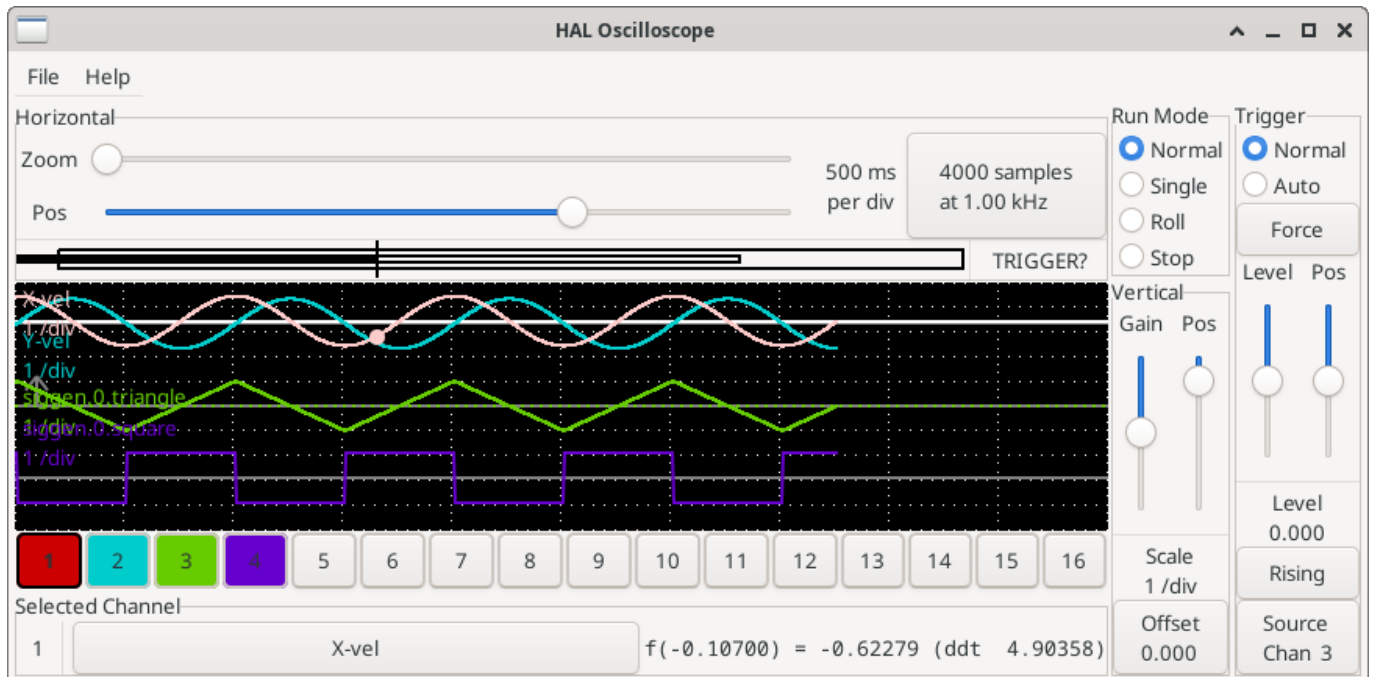 HAL Oscilloscope
File Help
Horizontal
Zoom
Pos
500 ms
per div
4000 samples
at 1.00 kHz
TRIGGER?
Run Mode
Normal
Single
Roll
Stop
Trigger
Normal
Auto
Force
Level Pos
Level
0.000
Rising
Source
Chan 3
Vertical
Gain Pos
Scale
1 /div
Offset
0.000
X-vel
1 /div
Y-vel
1 /div
siggen.0.triangle
1 /div
siggen.0.square
1 /div
1 2 3 4 5 6 7 8 9 10 11 12 13 14 15 16
Selected Channel
1 X-vel f(-0.10700) = -0.62279 (ddt 4.90358)